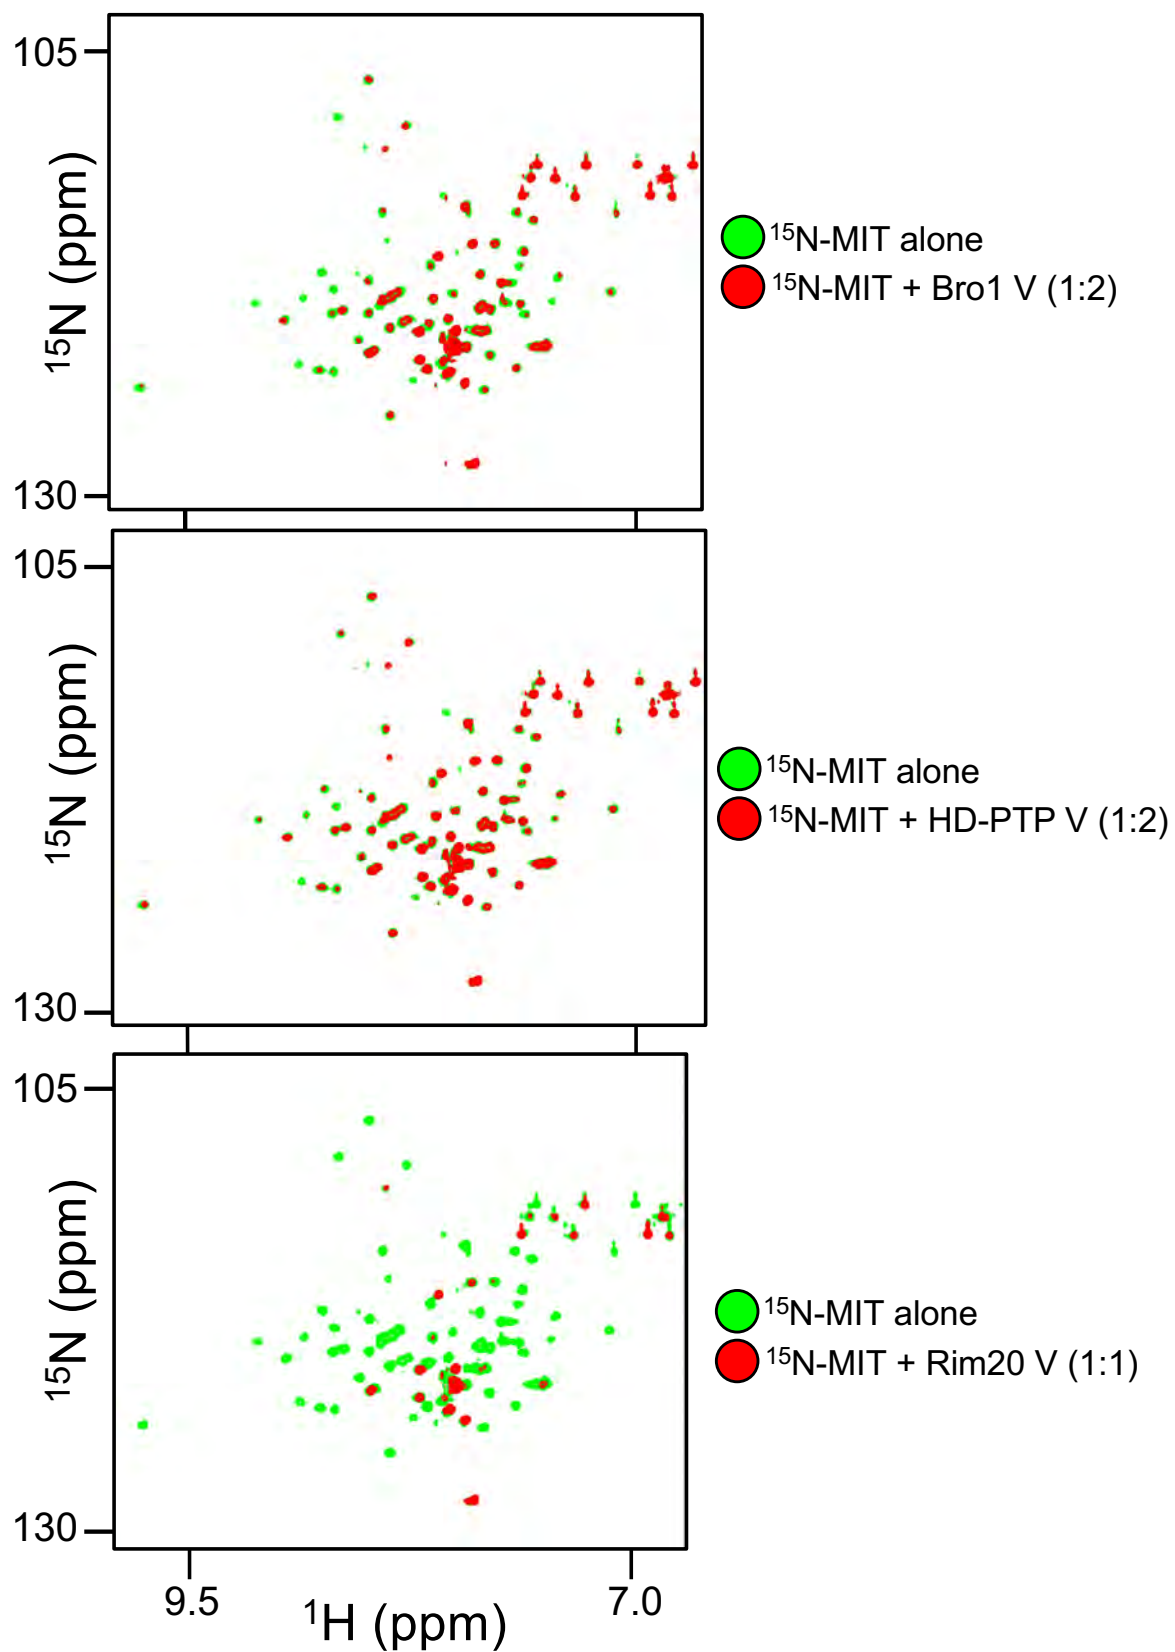 105
¹⁵N (ppm)
130
¹⁵N-MIT alone
¹⁵N-MIT + Bro1 V (1:2)
105
¹⁵N (ppm)
130
¹⁵N-MIT alone
¹⁵N-MIT + HD-PTP V (1:2)
105
¹⁵N (ppm)
130
¹⁵N-MIT alone
¹⁵N-MIT + Rim20 V (1:1)
9.5
7.0
¹H (ppm)